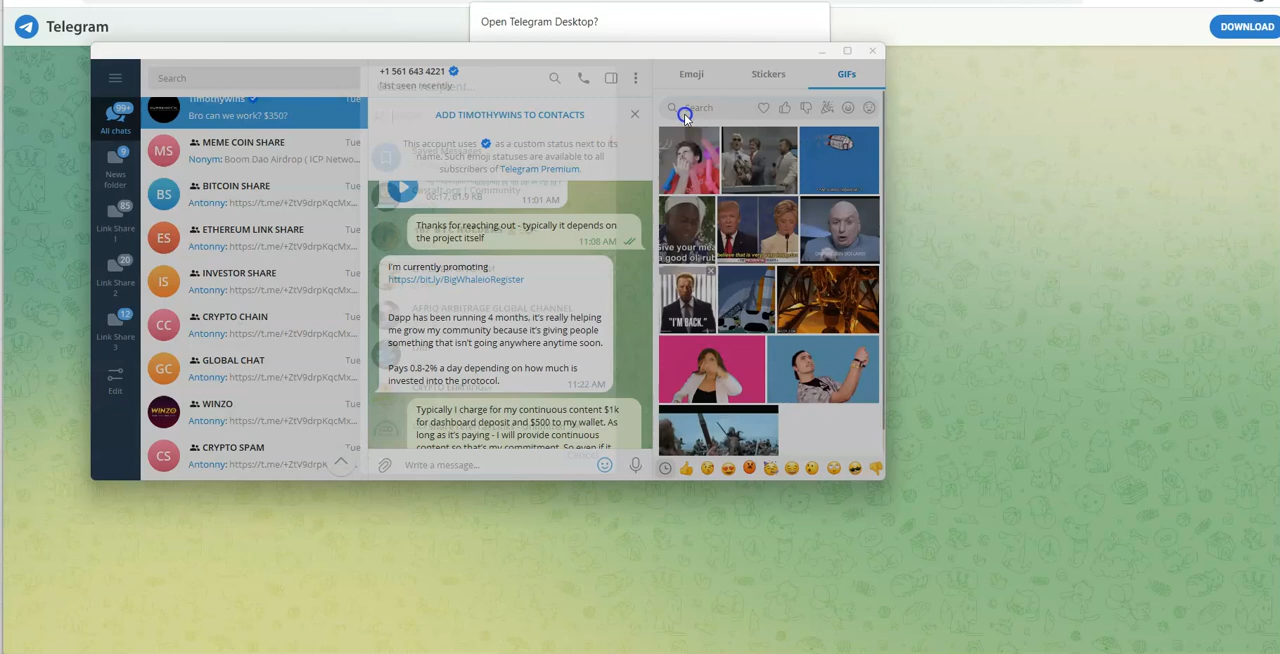 Telegram
Open Telegram Desktop?
DOWNLOAD
Search
99+
All chats
9
News
folder
85
Link Share
1
20
Link Share
2
12
Link Share
3
Edit
Timothywins
Tue
Bro can we work? $350?
MS
MEME COIN SHARE
Tue
Nonym: Boom Dao Airdrop ( ICP Netwo...
BS
BITCOIN SHARE
Tue
Antonny: https://t.me/+ZtV9drpKqcMx...
ES
ETHEREUM LINK SHARE
Tue
Antonny: https://t.me/+ZtV9drpKqcMx...
IS
INVESTOR SHARE
Tue
Antonny: https://t.me/+ZtV9drpKqcMx...
CC
CRYPTO CHAIN
Tue
Antonny: https://t.me/+ZtV9drpKqcMx...
GC
GLOBAL CHAT
Tue
Antonny: https://t.me/+ZtV9drpKqcMx...
WINZO
WINZO
Tue
Antonny: https://t.me/+ZtV9drpKqcMx...
CS
CRYPTO SPAM
Tue
Antonny: https://t.me/+ZtV9drpKqcMx...
+1 561 643 4221
last seen recently
ADD TIMOTHYWINS TO CONTACTS
This account uses as a custom status next to its
name. Such emoji statuses are available to all
subscribers of Telegram Premium.
00:17, 61.9 KB
11:01 AM
Thanks for reaching out - typically it depends on
the project itself
11:08 AM
I'm currently promoting
https://bit.ly/BigWhaleioRegister
AFRIQ ARBITRAGE GLOBAL CHANNEL
Dapp has been running 4 months, it's really helping
me grow my community because it's giving people
something that isn't going anywhere anytime soon.
Pays 0.8-2% a day depending on how much is
invested into the protocol.
11:22 AM
Typically I charge for my continuous content $1k
for dashboard deposit and $500 to my wallet. As
long as it's paying - I will provide continuous
content so that's my commitment. So even if it
Write a message...
Emoji
Stickers
GIFs
Search
"I'M BACK."